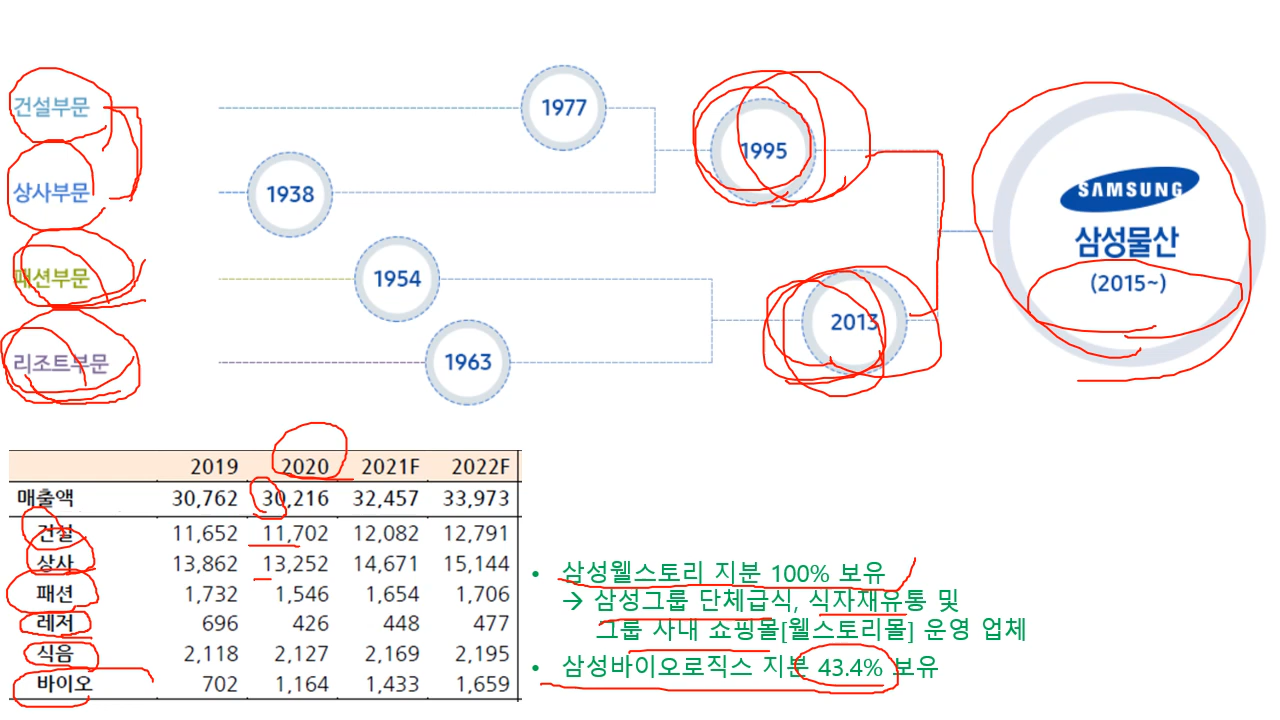 건설부문
1977
1995
상사부문
1938
SAMSUNG
삼성물산
(2015~)
패션부문
1954
2013
리조트부문
1963
2019 2020 2021F 2022F
매출액 30,762 30,216 32,457 33,973
건설 11,652 11,702 12,082 12,791
상사 13,862 13,252 14,671 15,144
패션 1,732 1,546 1,654 1,706
레저 696 426 448 477
식음 2,118 2,127 2,169 2,195
바이오 702 1,164 1,433 1,659
• 삼성웰스토리 지분 100% 보유
→ 삼성그룹 단체급식, 식자재유통 및
그룹 사내 쇼핑몰[웰스토리몰] 운영 업체
• 삼성바이오로직스 지분 43.4% 보유